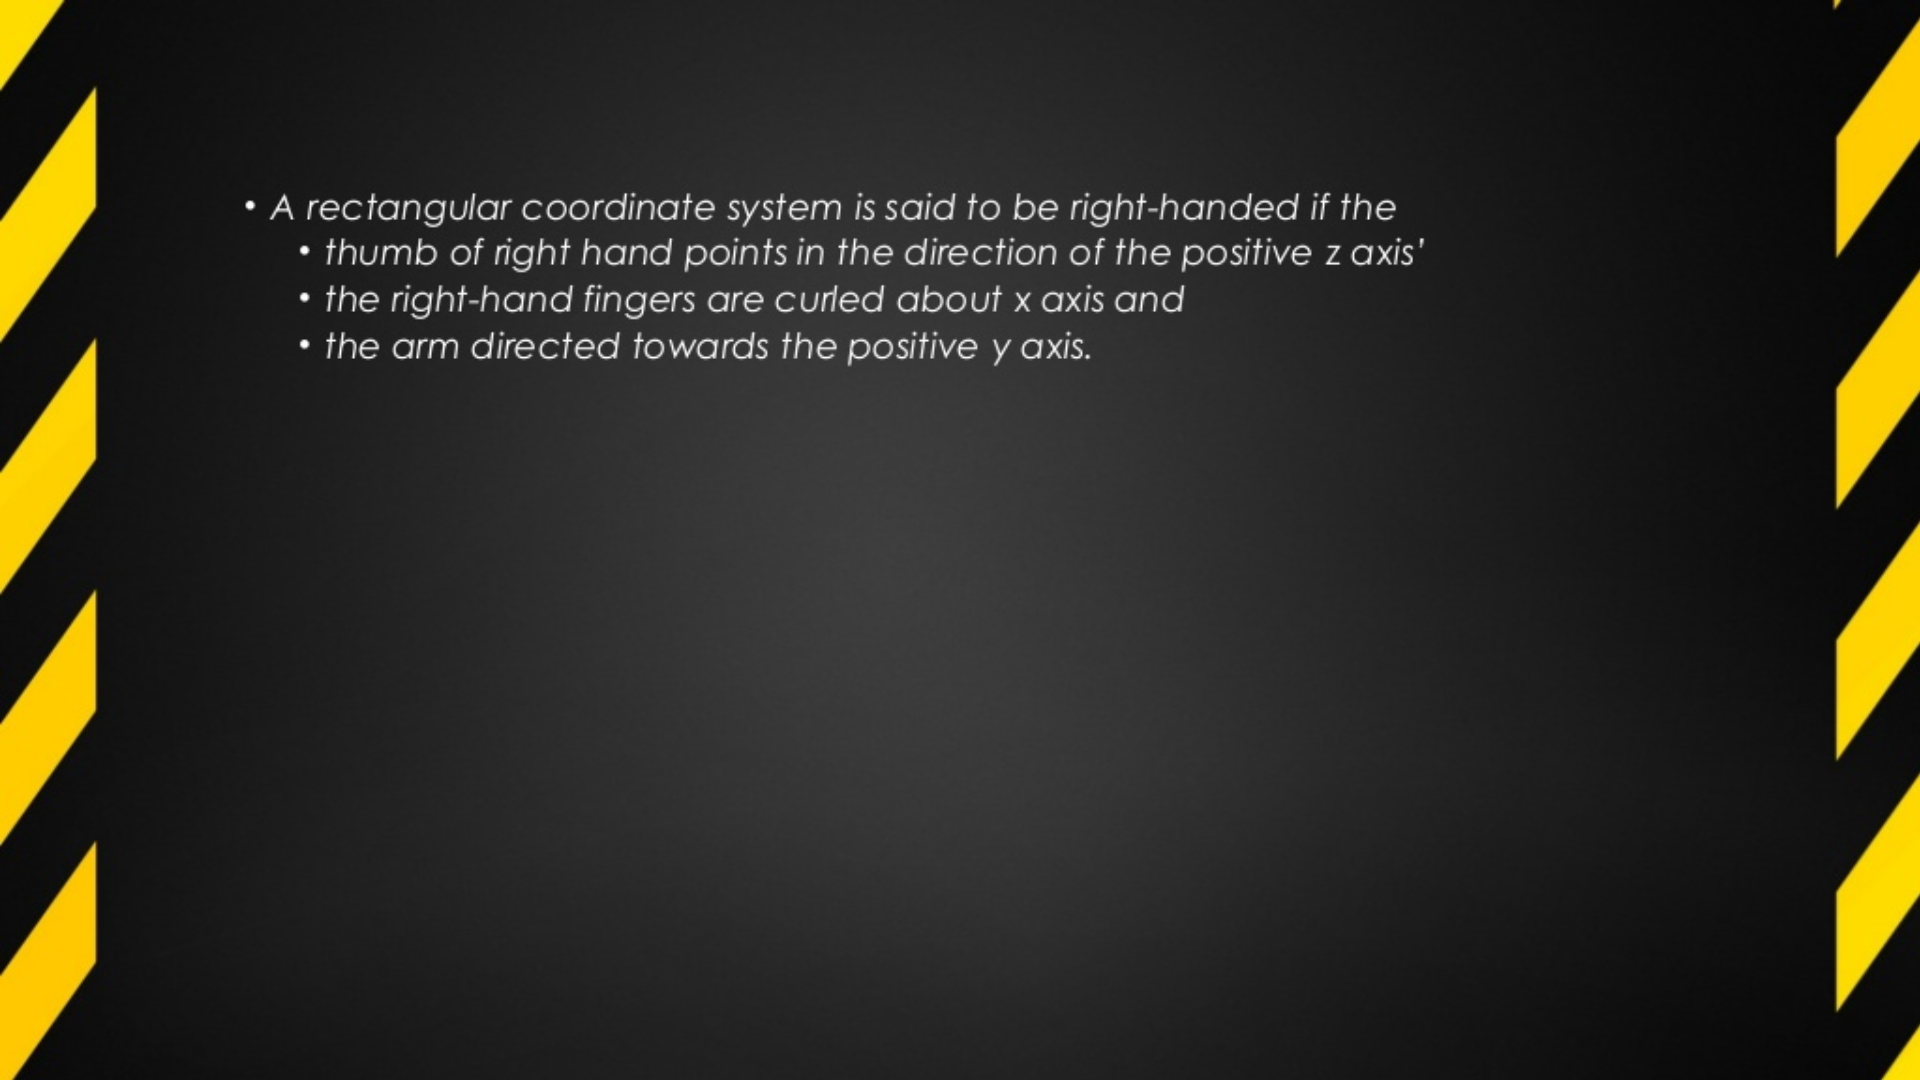 • A rectangular coordinate system is said to be right-handed if the
• thumb of right hand points in the direction of the positive z axis'
• the right-hand fingers are curled about x axis and
• the arm directed towards the positive y axis.